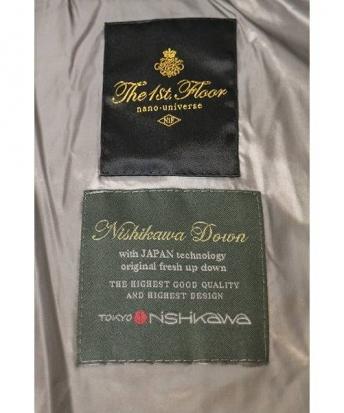 The 1st. Floor
nano·universe
N1F
Nishikawa Down
with JAPAN technology
original fresh up down
THE HIGHEST GOOD QUALITY
AND HIGHEST DESIGN
TOKYO NISHIKAWA